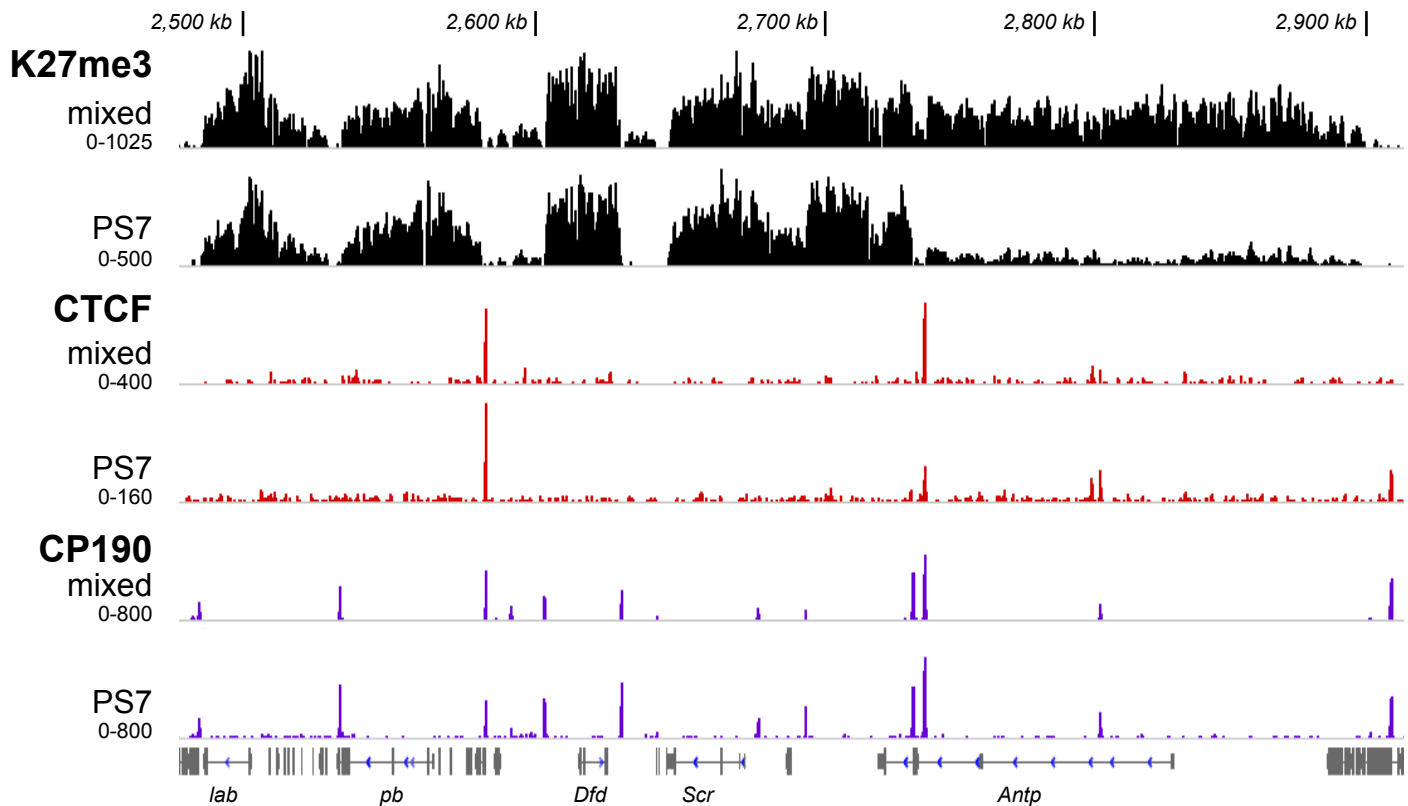 2,500 kb 2,600 kb 2,700 kb 2,800 kb 2,900 kb
K27me3
mixed
0-1025
PS7
0-500
CTCF
mixed
0-400
PS7
0-160
CP190
mixed
0-800
PS7
0-800
lab pb Dfd Scr Antp